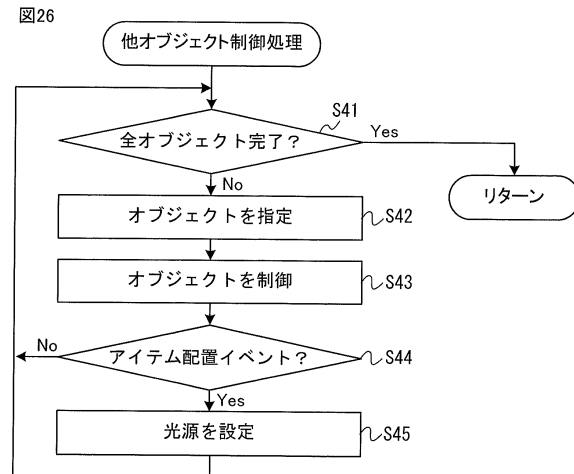 図26
他オブジェクト制御処理
全オブジェクト完了？
S41
Yes
No
リターン
オブジェクトを指定
S42
オブジェクトを制御
S43
No
アイテム配置イベント？
S44
Yes
光源を設定
S45